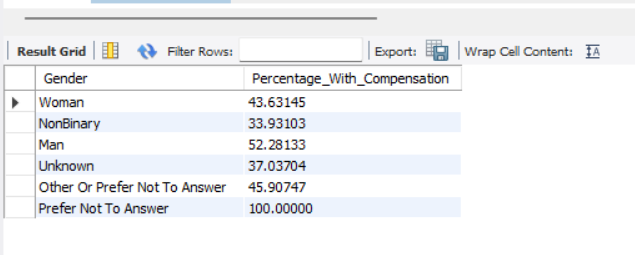 Result Grid Filter Rows: Export: Wrap Cell Content: IA
Gender Percentage_With_Compensation
Woman 43.63145
NonBinary 33.93103
Man 52.28133
Unknown 37.03704
Other Or Prefer Not To Answer 45.90747
Prefer Not To Answer 100.00000